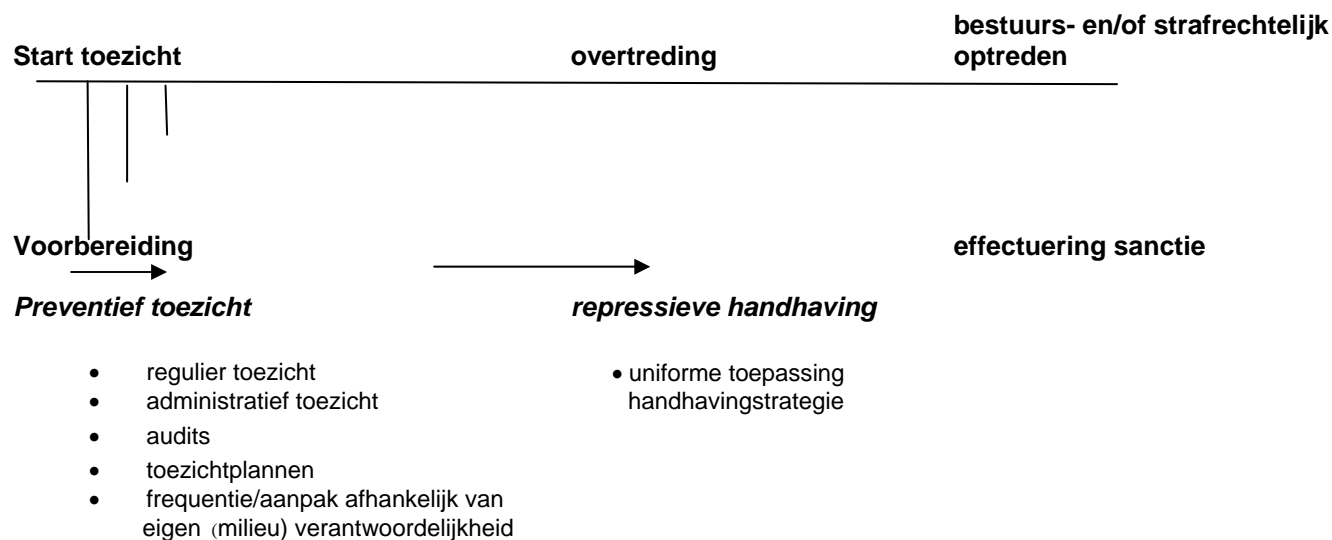 bestuurs- en/of strafrechtelijk
Start toezicht overtreding optreden
Voorbereiding effectuering sanctie
Preventief toezicht repressieve handhaving
• regulier toezicht
• administratief toezicht
• audits
• toezichtplannen
• frequentie/aanpak afhankelijk van
eigen (milieu) verantwoordelijkheid
• uniforme toepassing
handhavingstrategie